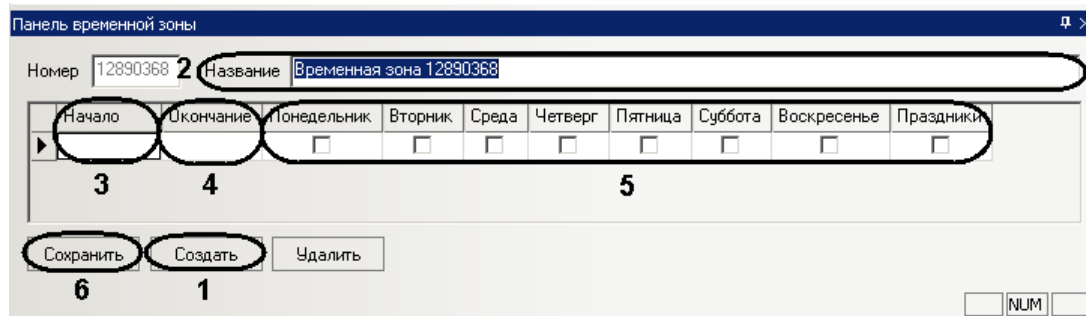 Панель временной зоны
Номер 12890368 2 Название Временная зона 12890368
Начало Окончание Понедельник Вторник Среда Четверг Пятница Суббота Воскресенье Праздники
3 4 5
Сохранить Создать Удалить
6 1
NUM